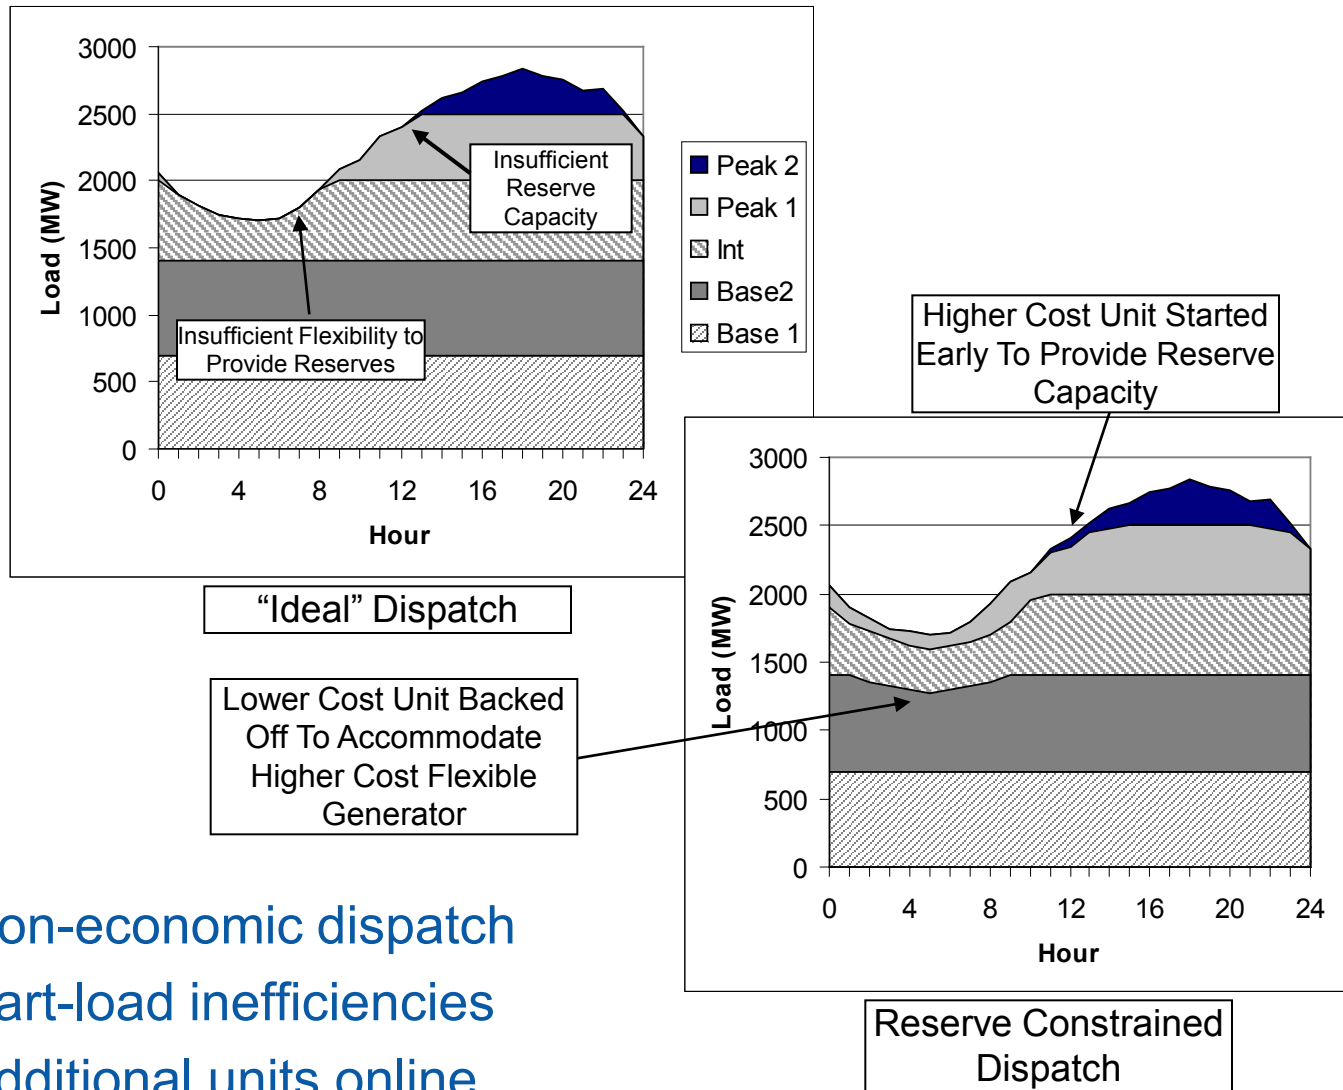 3000
2500
2000
1500
1000
500
0
Load (MW)
0 4 8 12 16 20 24
Hour
Insufficient
Reserve
Capacity
Insufficient Flexibility to
Provide Reserves
Peak 2
Peak 1
Int
Base2
Base 1
"Ideal" Dispatch
Higher Cost Unit Started
Early To Provide Reserve
Capacity
Lower Cost Unit Backed
Off To Accommodate
Higher Cost Flexible
Generator
3000
2500
2000
1500
1000
500
0
Load (MW)
0 4 8 12 16 20 24
Hour
Reserve Constrained
Dispatch
on-economic dispatch
art-load inefficiencies
dditional units online